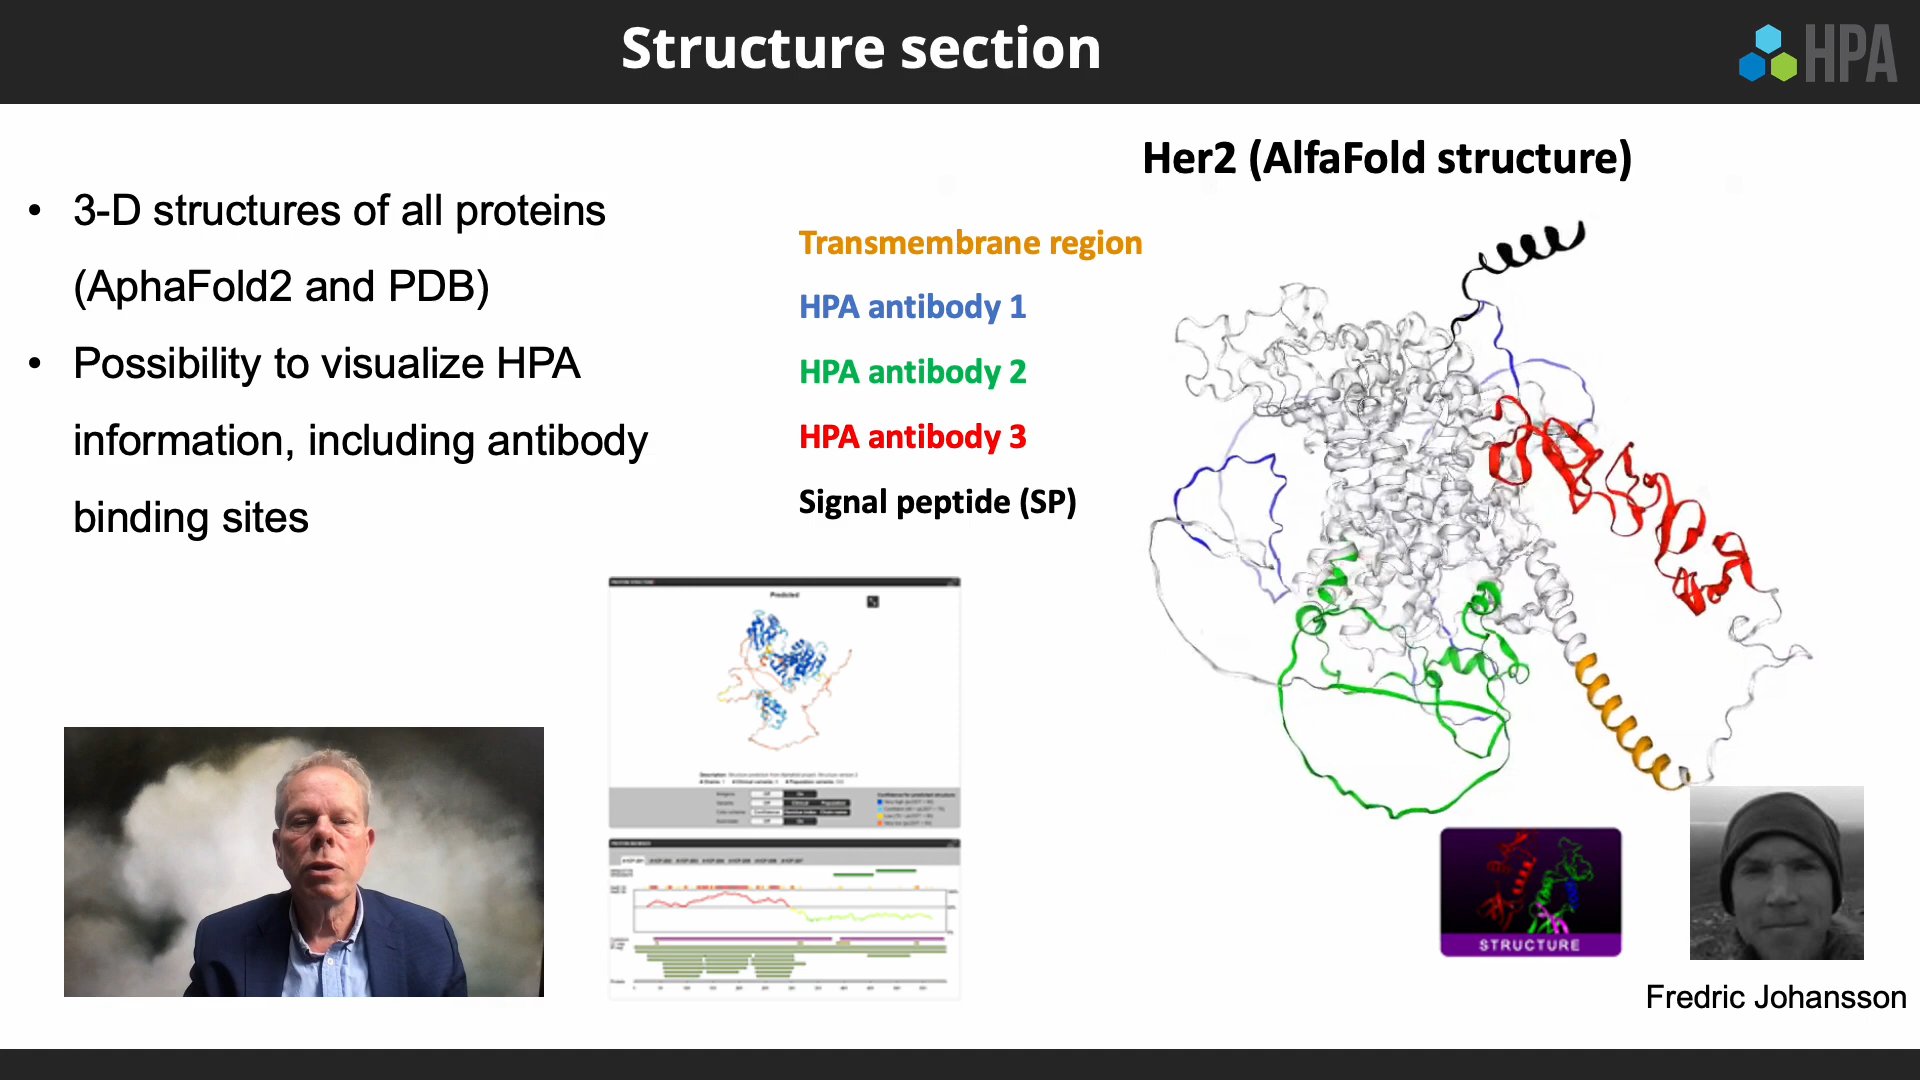 Structure section
HPA
Her2 (AlfaFold structure)
• 3-D structures of all proteins
(AphaFold2 and PDB)
• Possibility to visualize HPA
information, including antibody
binding sites
Transmembrane region
HPA antibody 1
HPA antibody 2
HPA antibody 3
Signal peptide (SP)
Predicted
STRUCTURE
Fredric Johansson